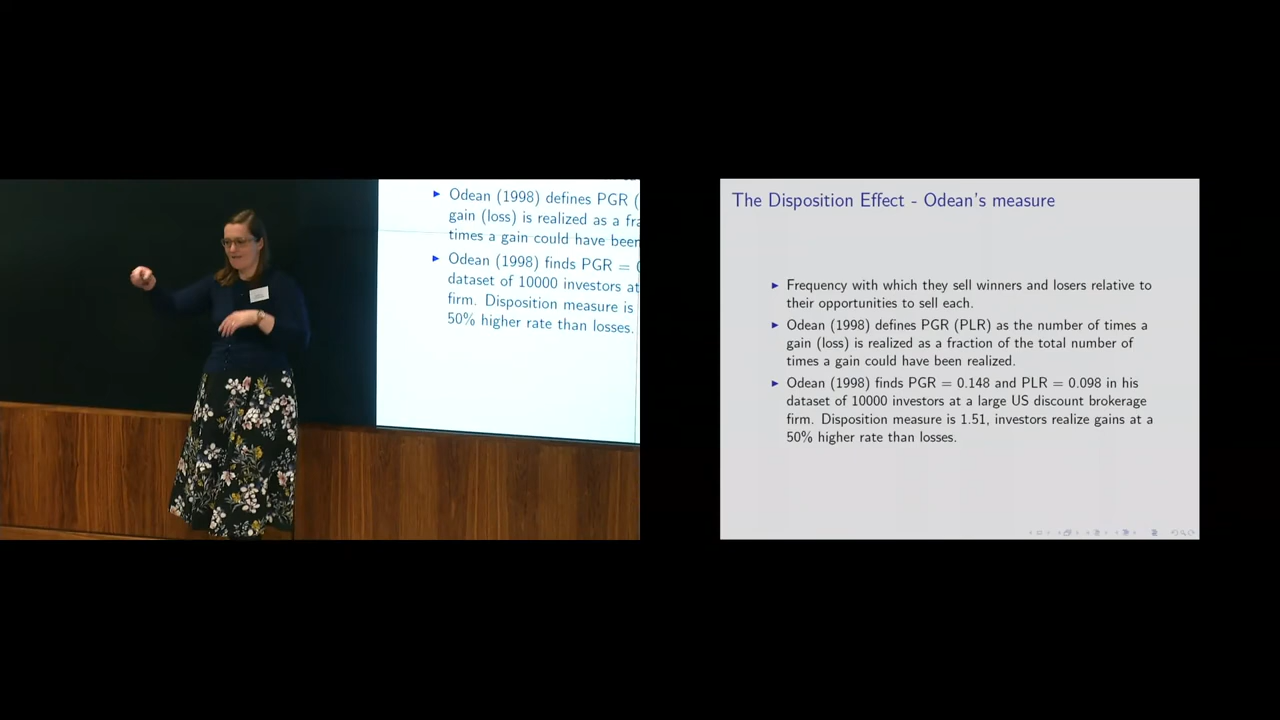 Odean (1998) defines PGR (
gain (loss) is realized as a fra
times a gain could have been
Odean (1998) finds PGR = 0
dataset of 10000 investors at
firm. Disposition measure is
50% higher rate than losses.
The Disposition Effect - Odean's measure
Frequency with which they sell winners and losers relative to
their opportunities to sell each.
Odean (1998) defines PGR (PLR) as the number of times a
gain (loss) is realized as a fraction of the total number of
times a gain could have been realized.
Odean (1998) finds PGR = 0.148 and PLR = 0.098 in his
dataset of 10000 investors at a large US discount brokerage
firm. Disposition measure is 1.51, investors realize gains at a
50% higher rate than losses.